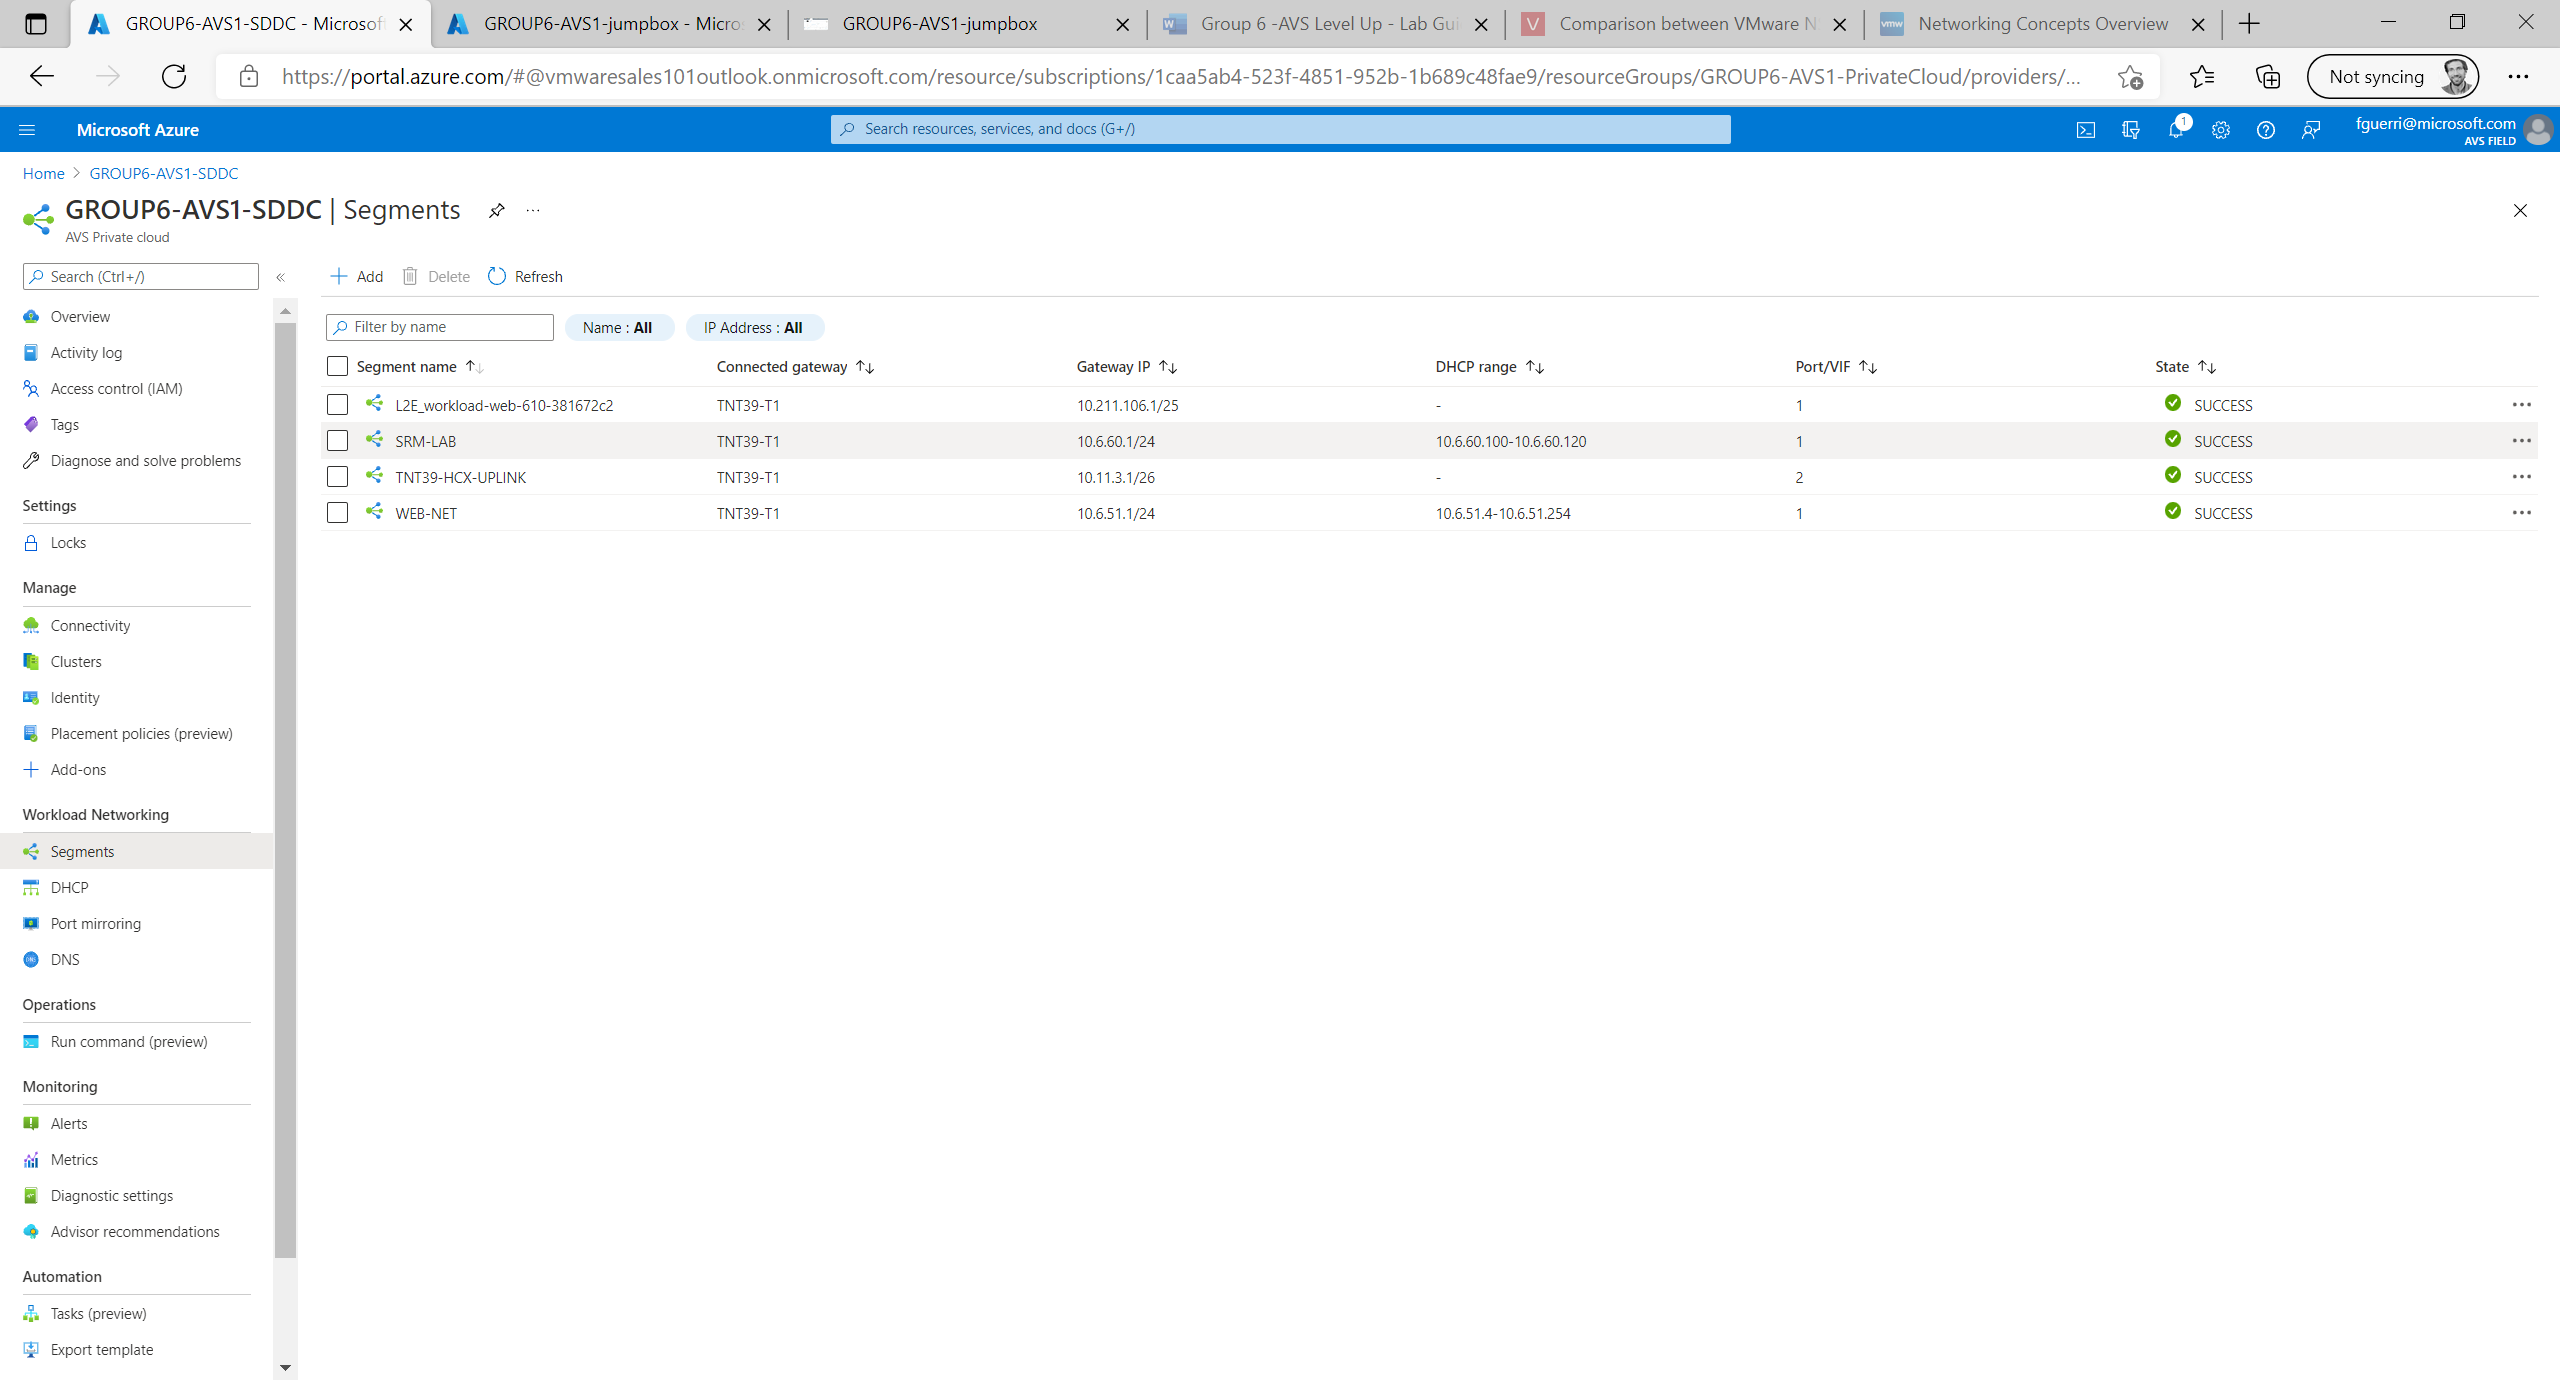 GROUP6-AVS1-SDDC - Microsof
GROUP6-AVS1-jumpbox - Micros
GROUP6-AVS1-jumpbox
Group 6 -AVS Level Up - Lab Gui
Comparison between VMware N
Networking Concepts Overview
https://portal.azure.com/#@vmwaresales101outlook.onmicrosoft.com/resource/subscriptions/1caa5ab4-523f-4851-952b-1b689c48fae9/resourceGroups/GROUP6-AVS1-PrivateCloud/providers/...
Not syncing
Microsoft Azure
Search resources, services, and docs (G+/)
1
fguerri@microsoft.com
AVS FIELD
Home > GROUP6-AVS1-SDDC
GROUP6-AVS1-SDDC | Segments
AVS Private cloud
Search (Ctrl+/)
Overview
Activity log
Access control (IAM)
Tags
Diagnose and solve problems
Settings
Locks
Manage
Connectivity
Clusters
Identity
Placement policies (preview)
Add-ons
Workload Networking
Segments
DHCP
Port mirroring
DNS
Operations
Run command (preview)
Monitoring
Alerts
Metrics
Diagnostic settings
Advisor recommendations
Automation
Tasks (preview)
Export template
Add Delete Refresh
Filter by name Name : All IP Address : All
Segment name Connected gateway Gateway IP DHCP range Port/VIF State
L2E_workload-web-610-381672c2 TNT39-T1 10.211.106.1/25 - 1 SUCCESS
SRM-LAB TNT39-T1 10.6.60.1/24 10.6.60.100-10.6.60.120 1 SUCCESS
TNT39-HCX-UPLINK TNT39-T1 10.11.3.1/26 - 2 SUCCESS
WEB-NET TNT39-T1 10.6.51.1/24 10.6.51.4-10.6.51.254 1 SUCCESS